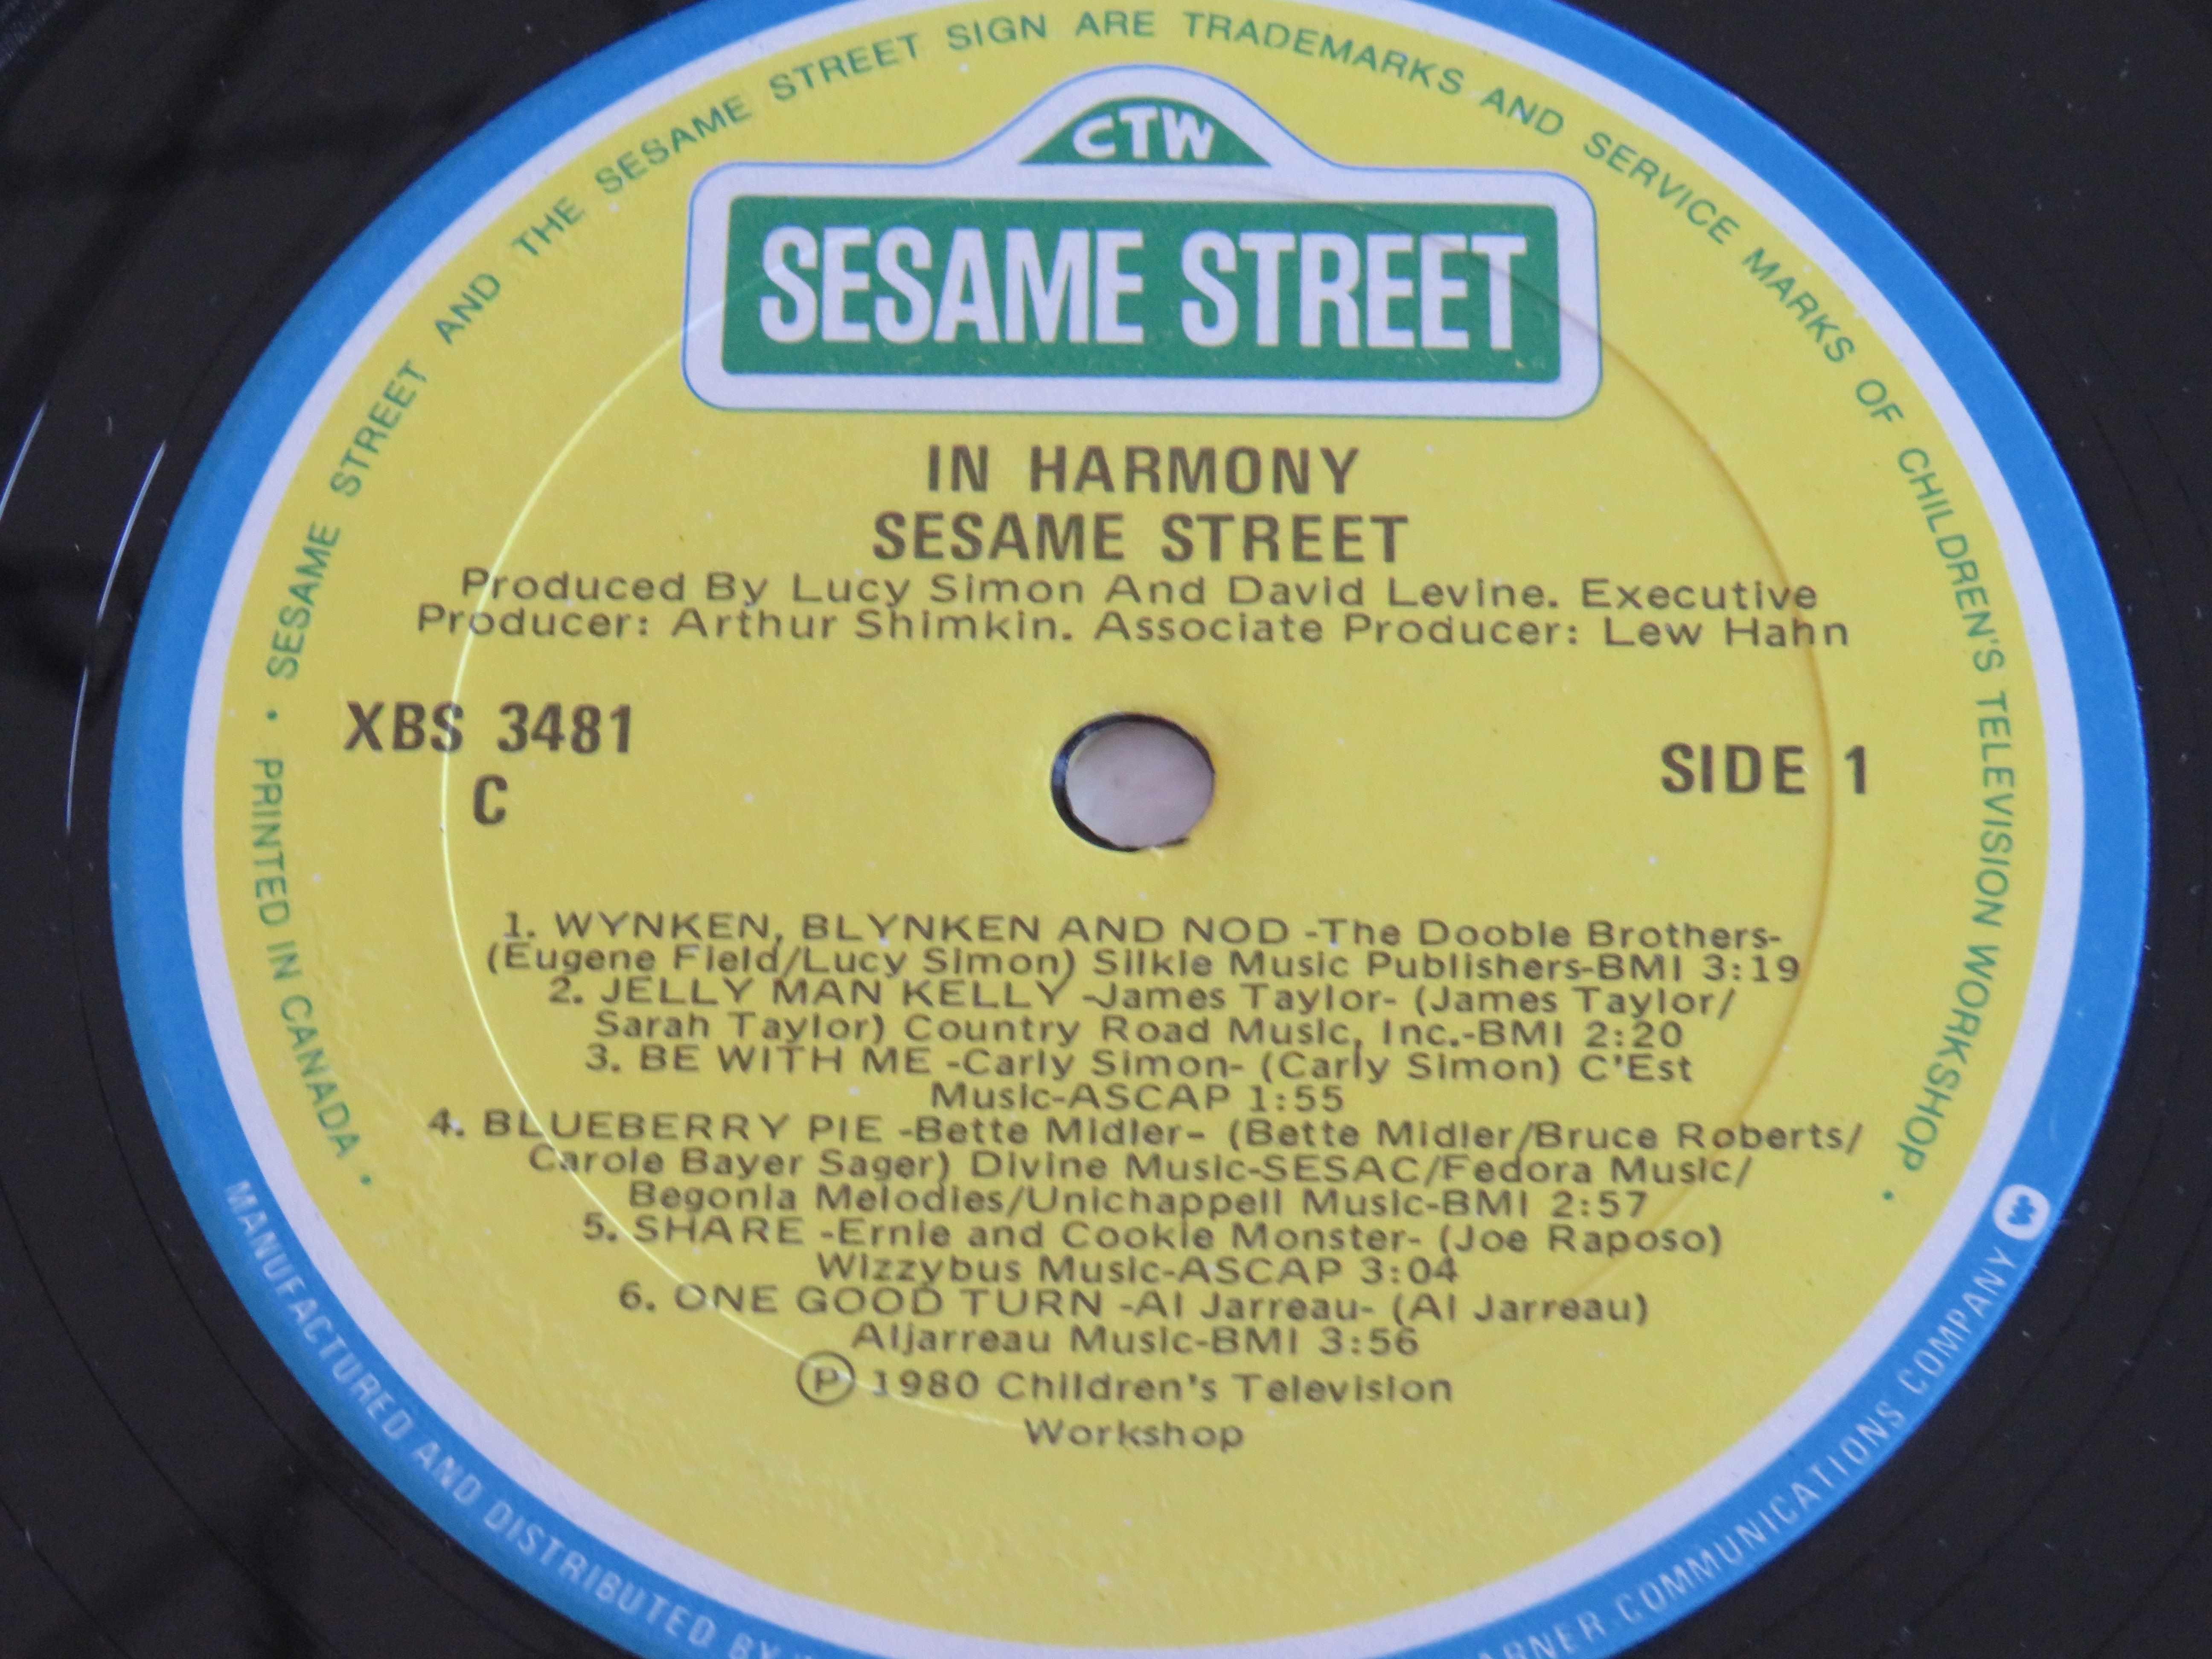 SESAME STREET AND THE SESAME STREET SIGN ARE TRADEMARKS AND SERVICE MARKS OF CHILDREN'S TELEVISION WORKSHOP •
CTW
SESAME STREET
IN HARMONY
SESAME STREET
Produced By Lucy Simon And David Levine. Executive
Producer: Arthur Shimkin. Associate Producer: Lew Hahn
XBS 3481
C
SIDE 1
1. WYNKEN, BLYNKEN AND NOD -The Doobie Brothers-
(Eugene Field/Lucy Simon) Silkie Music Publishers-BMI 3:19
2. JELLY MAN KELLY -James Taylor- (James Taylor/
Sarah Taylor) Country Road Music, Inc.-BMI 2:20
3. BE WITH ME -Carly Simon- (Carly Simon) C'Est
Music-ASCAP 1:55
4. BLUEBERRY PIE -Bette Midler- (Bette Midler/Bruce Roberts/
Carole Bayer Sager) Divine Music-SESAC/Fedora Music/
Begonia Melodies/Unichappell Music-BMI 2:57
5. SHARE -Ernie and Cookie Monster- (Joe Raposo)
Wizzybus Music-ASCAP 3:04
6. ONE GOOD TURN -Al Jarreau- (Al Jarreau)
Aljarreau Music-BMI 3:56
Ⓟ 1980 Children's Television
Workshop
• PRINTED IN CANADA •
MANUFACTURED AND DISTRIBUTED BY
COMMUNICATIONS COMPANY